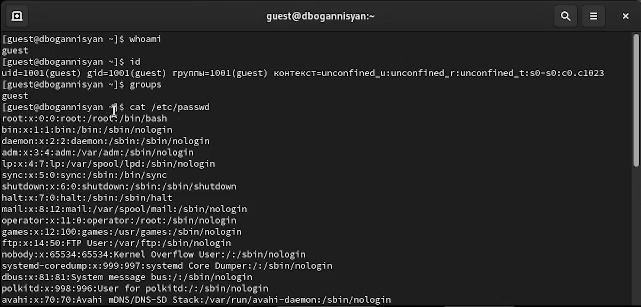 guest@dbogannisyan:~
[guest@dbogannisyan ~]$ whoami
guest
[guest@dbogannisyan ~]$ id
uid=1001(guest) gid=1001(guest) группы=1001(guest) контекст=unconfined_u:unconfined_r:unconfined_t:s0-s0:c0.c1023
[guest@dbogannisyan ~]$ groups
guest
[guest@dbogannisyan ~]$ cat /etc/passwd
root:x:0:0:root:/root:/bin/bash
bin:x:1:1:bin:/bin:/sbin/nologin
daemon:x:2:2:daemon:/sbin:/sbin/nologin
adm:x:3:4:adm:/var/adm:/sbin/nologin
lp:x:4:7:lp:/var/spool/lpd:/sbin/nologin
sync:x:5:0:sync:/sbin:/bin/sync
shutdown:x:6:0:shutdown:/sbin:/sbin/shutdown
halt:x:7:0:halt:/sbin:/sbin/halt
mail:x:8:12:mail:/var/spool/mail:/sbin/nologin
operator:x:11:0:operator:/root:/sbin/nologin
games:x:12:100:games:/usr/games:/sbin/nologin
ftp:x:14:50:FTP User:/var/ftp:/sbin/nologin
nobody:x:65534:65534:Kernel Overflow User:/:/sbin/nologin
systemd-coredump:x:999:997:systemd Core Dumper:/:/sbin/nologin
dbus:x:81:81:System message bus:/:/sbin/nologin
polkitd:x:998:996:User for polkitd:/:/sbin/nologin
avahi:x:70:70:Avahi mDNS/DNS-SD Stack:/var/run/avahi-daemon:/sbin/nologin